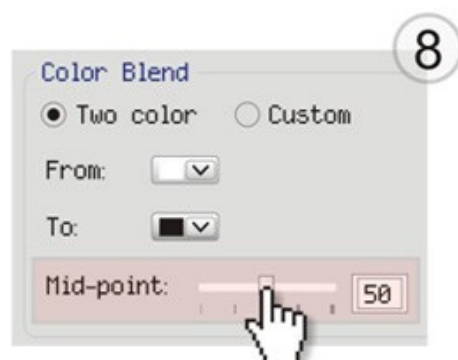 8
Color Blend
Two color Custom
From:
To:
Mid-point: 50